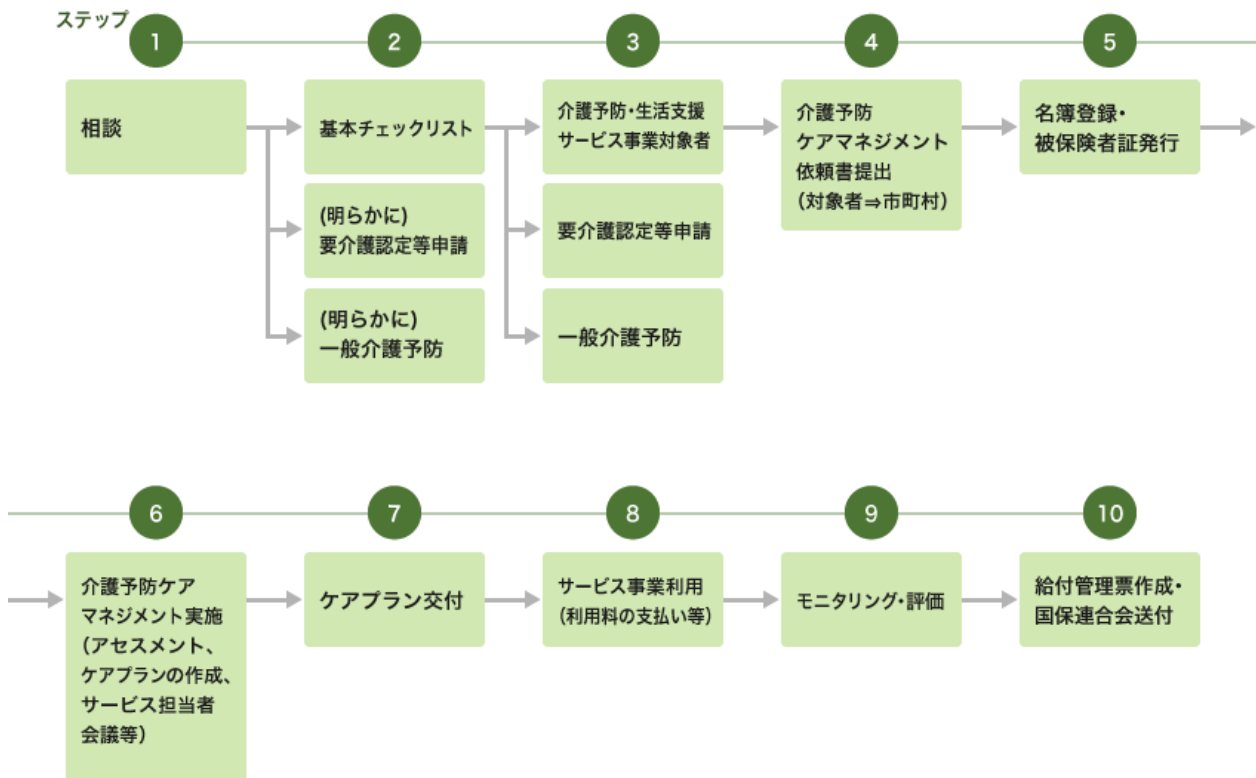 ステップ
1
2
3
4
5
相談
基本チェックリスト
(明らかに)
要介護認定等申請
(明らかに)
一般介護予防
介護予防・生活支援
サービス事業対象者
要介護認定等申請
一般介護予防
介護予防
ケアマネジメント
依頼書提出
(対象者⇒市町村)
名簿登録・
被保険者証発行
6
7
8
9
10
介護予防ケア
マネジメント実施
(アセスメント、
ケアプランの作成、
サービス担当者
会議等)
ケアプラン交付
サービス事業利用
(利用料の支払い等)
モニタリング・評価
給付管理票作成・
国保連合会送付